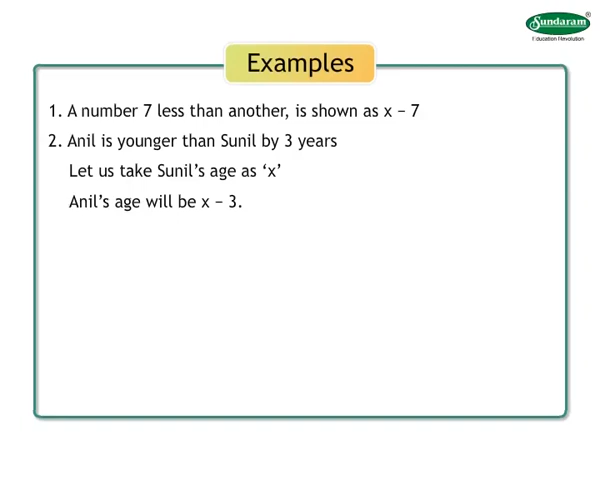 Sundaram®
Education Revolution
Examples
1. A number 7 less than another, is shown as x – 7
2. Anil is younger than Sunil by 3 years
Let us take Sunil's age as ‘x’
Anil’s age will be x – 3.